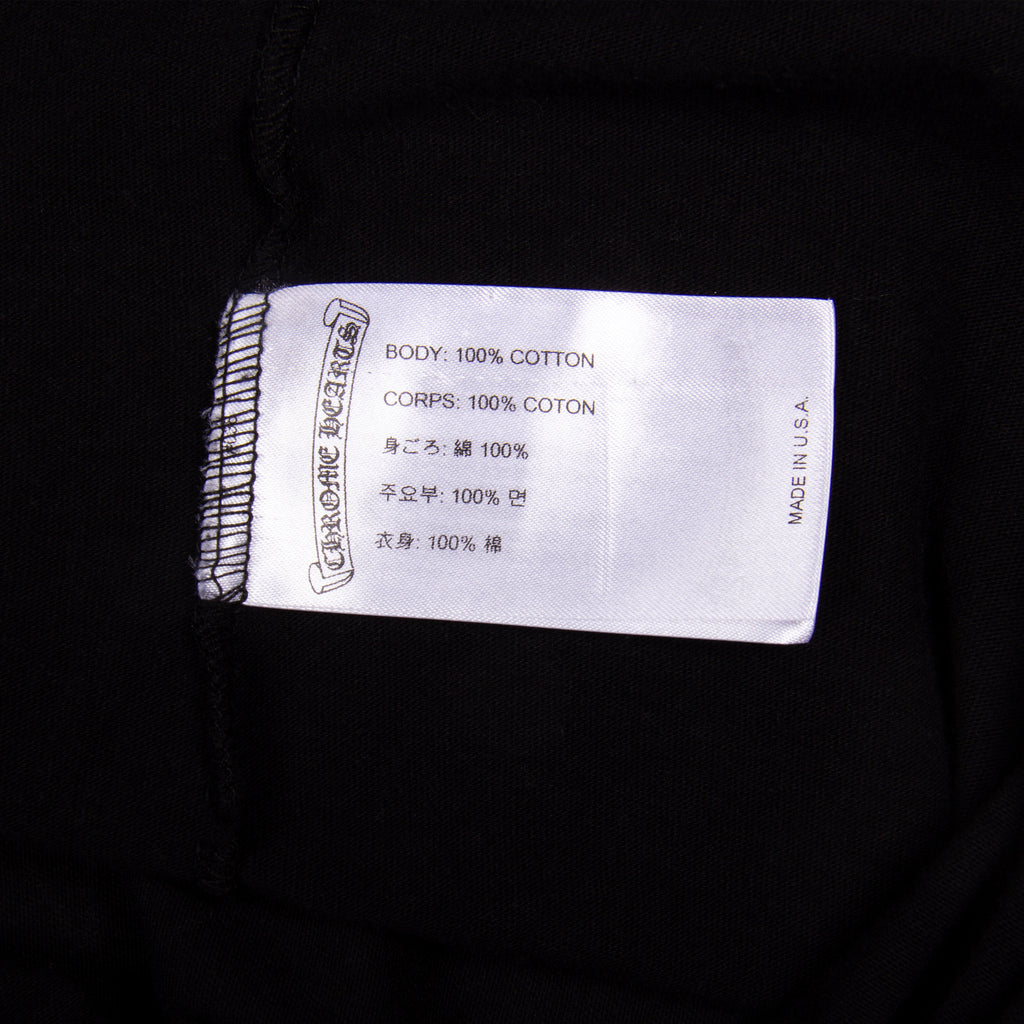 CHROME HEARTS
BODY: 100% COTTON
CORPS: 100% COTON
身ごろ: 綿 100%
주요부: 100% 면
衣身: 100% 棉
MADE IN U.S.A.